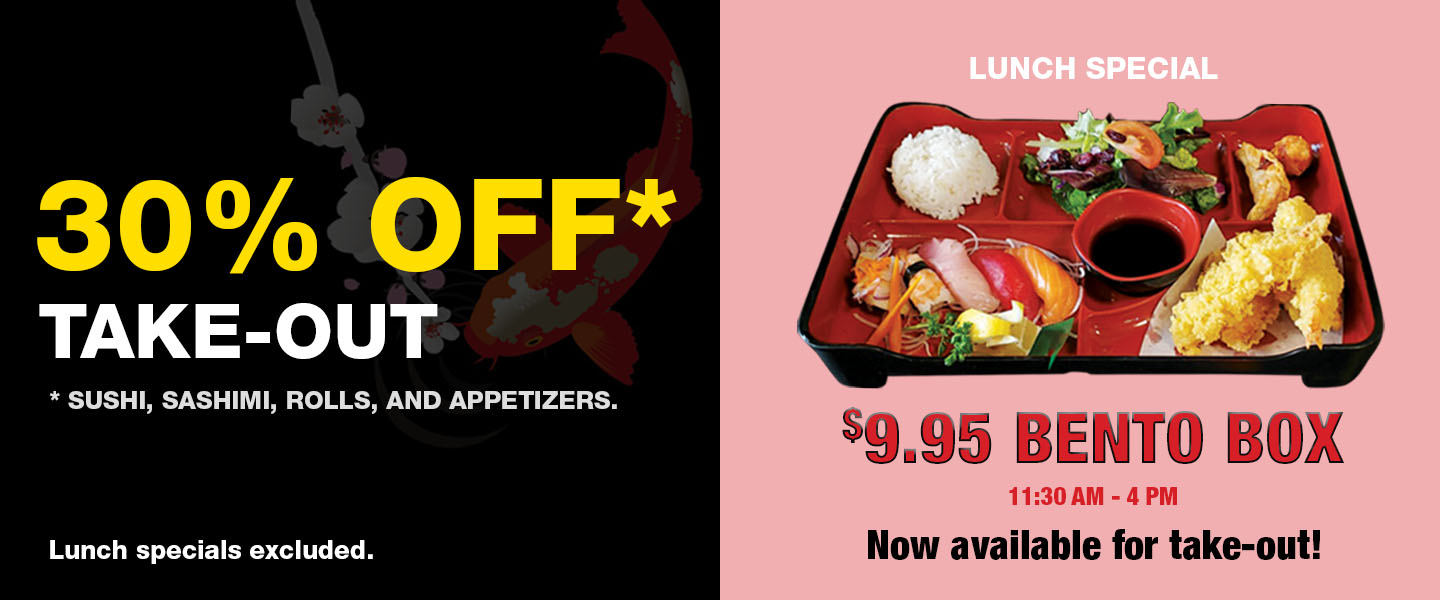 30% OFF*
TAKE-OUT
* SUSHI, SASHIMI, ROLLS, AND APPETIZERS.
Lunch specials excluded.
LUNCH SPECIAL
$9.95 BENTO BOX
11:30 AM - 4 PM
Now available for take-out!